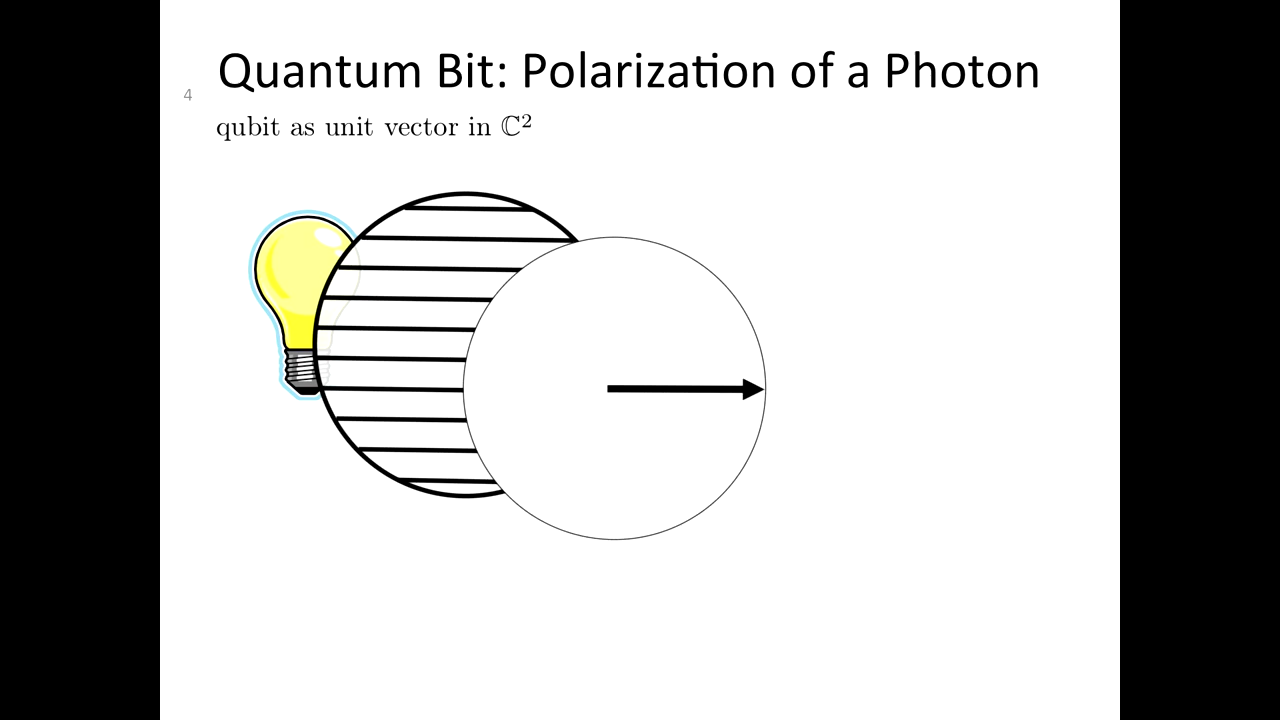 Quantum Bit: Polarization of a Photon
4
qubit as unit vector in ℂ²